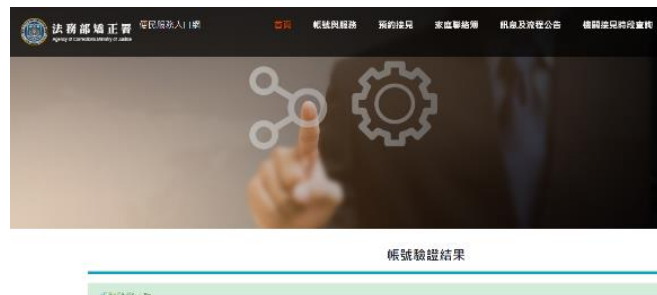 法務部矯正署 便民服務入口網 首頁 帳號與服務 預約接見 家庭聯絡簿 訊息及流程公告 機關接見時段查詢
Agency of Corrections Ministry of Justice
帳號驗證結果